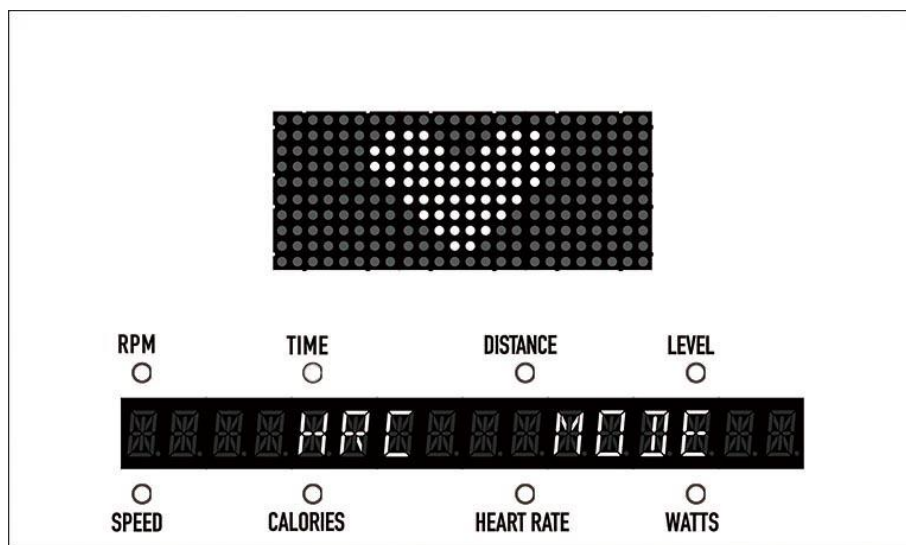 RPM TIME DISTANCE LEVEL
HRC MODE
SPEED CALORIES HEART RATE WATTS